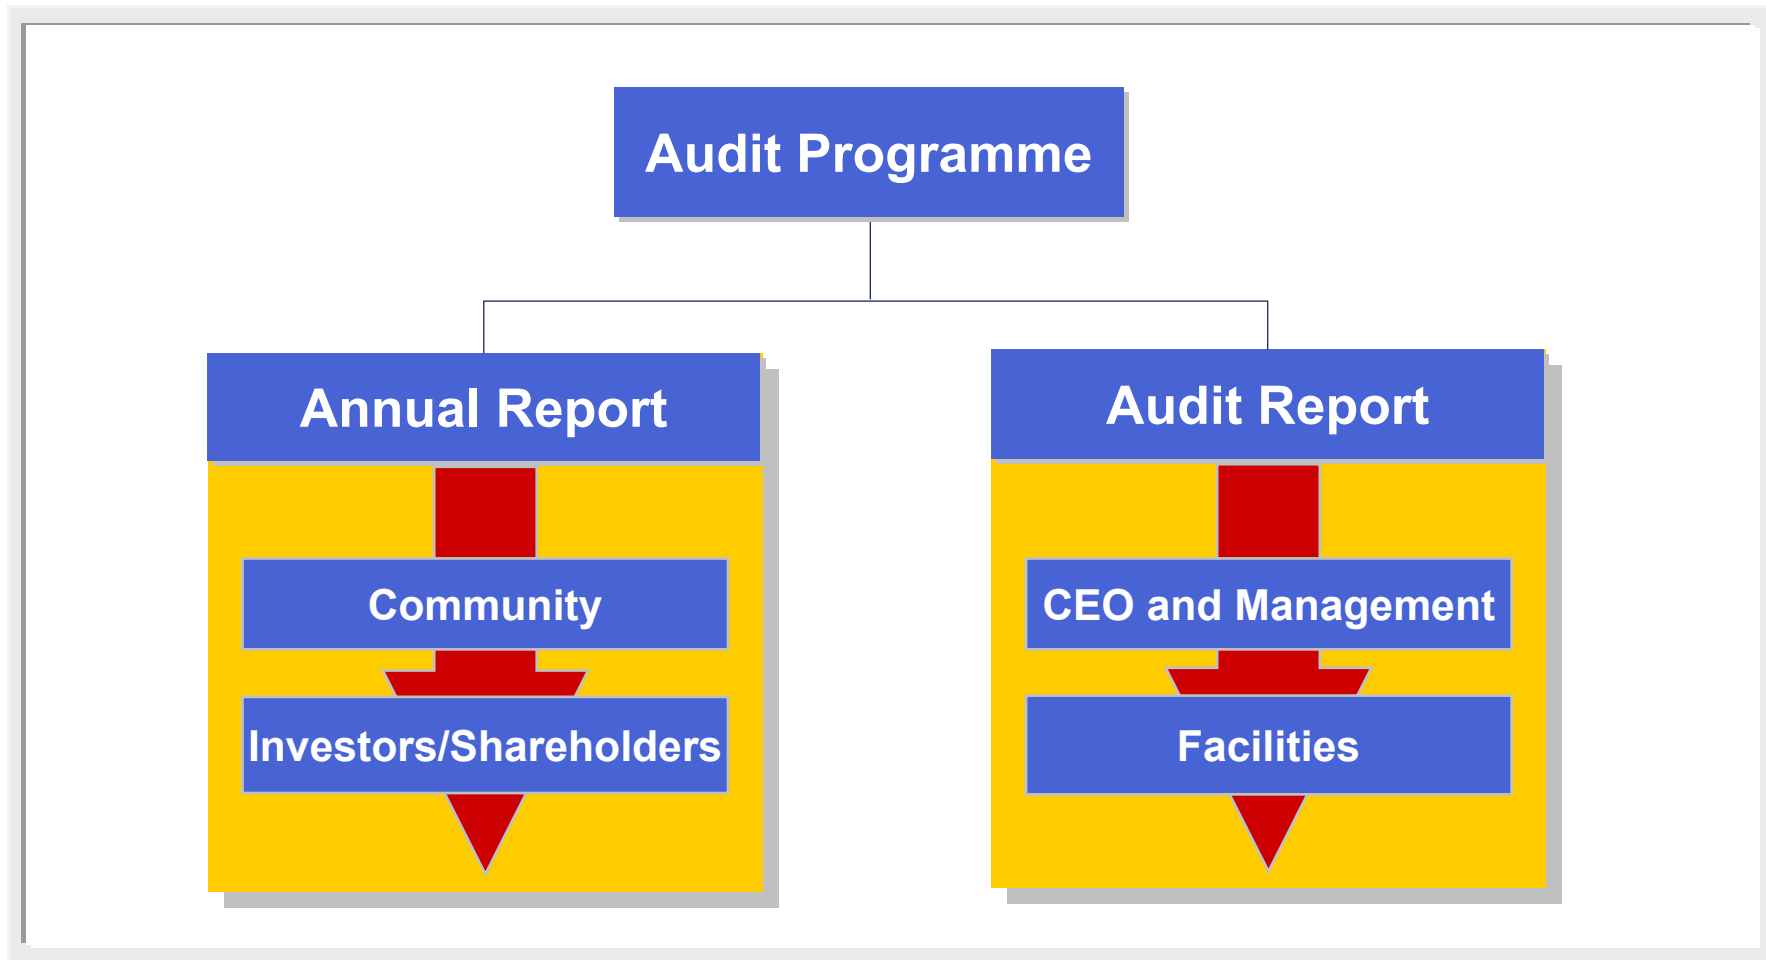 Audit Programme
Annual Report
Audit Report
Community
CEO and Management
Investors/Shareholders
Facilities